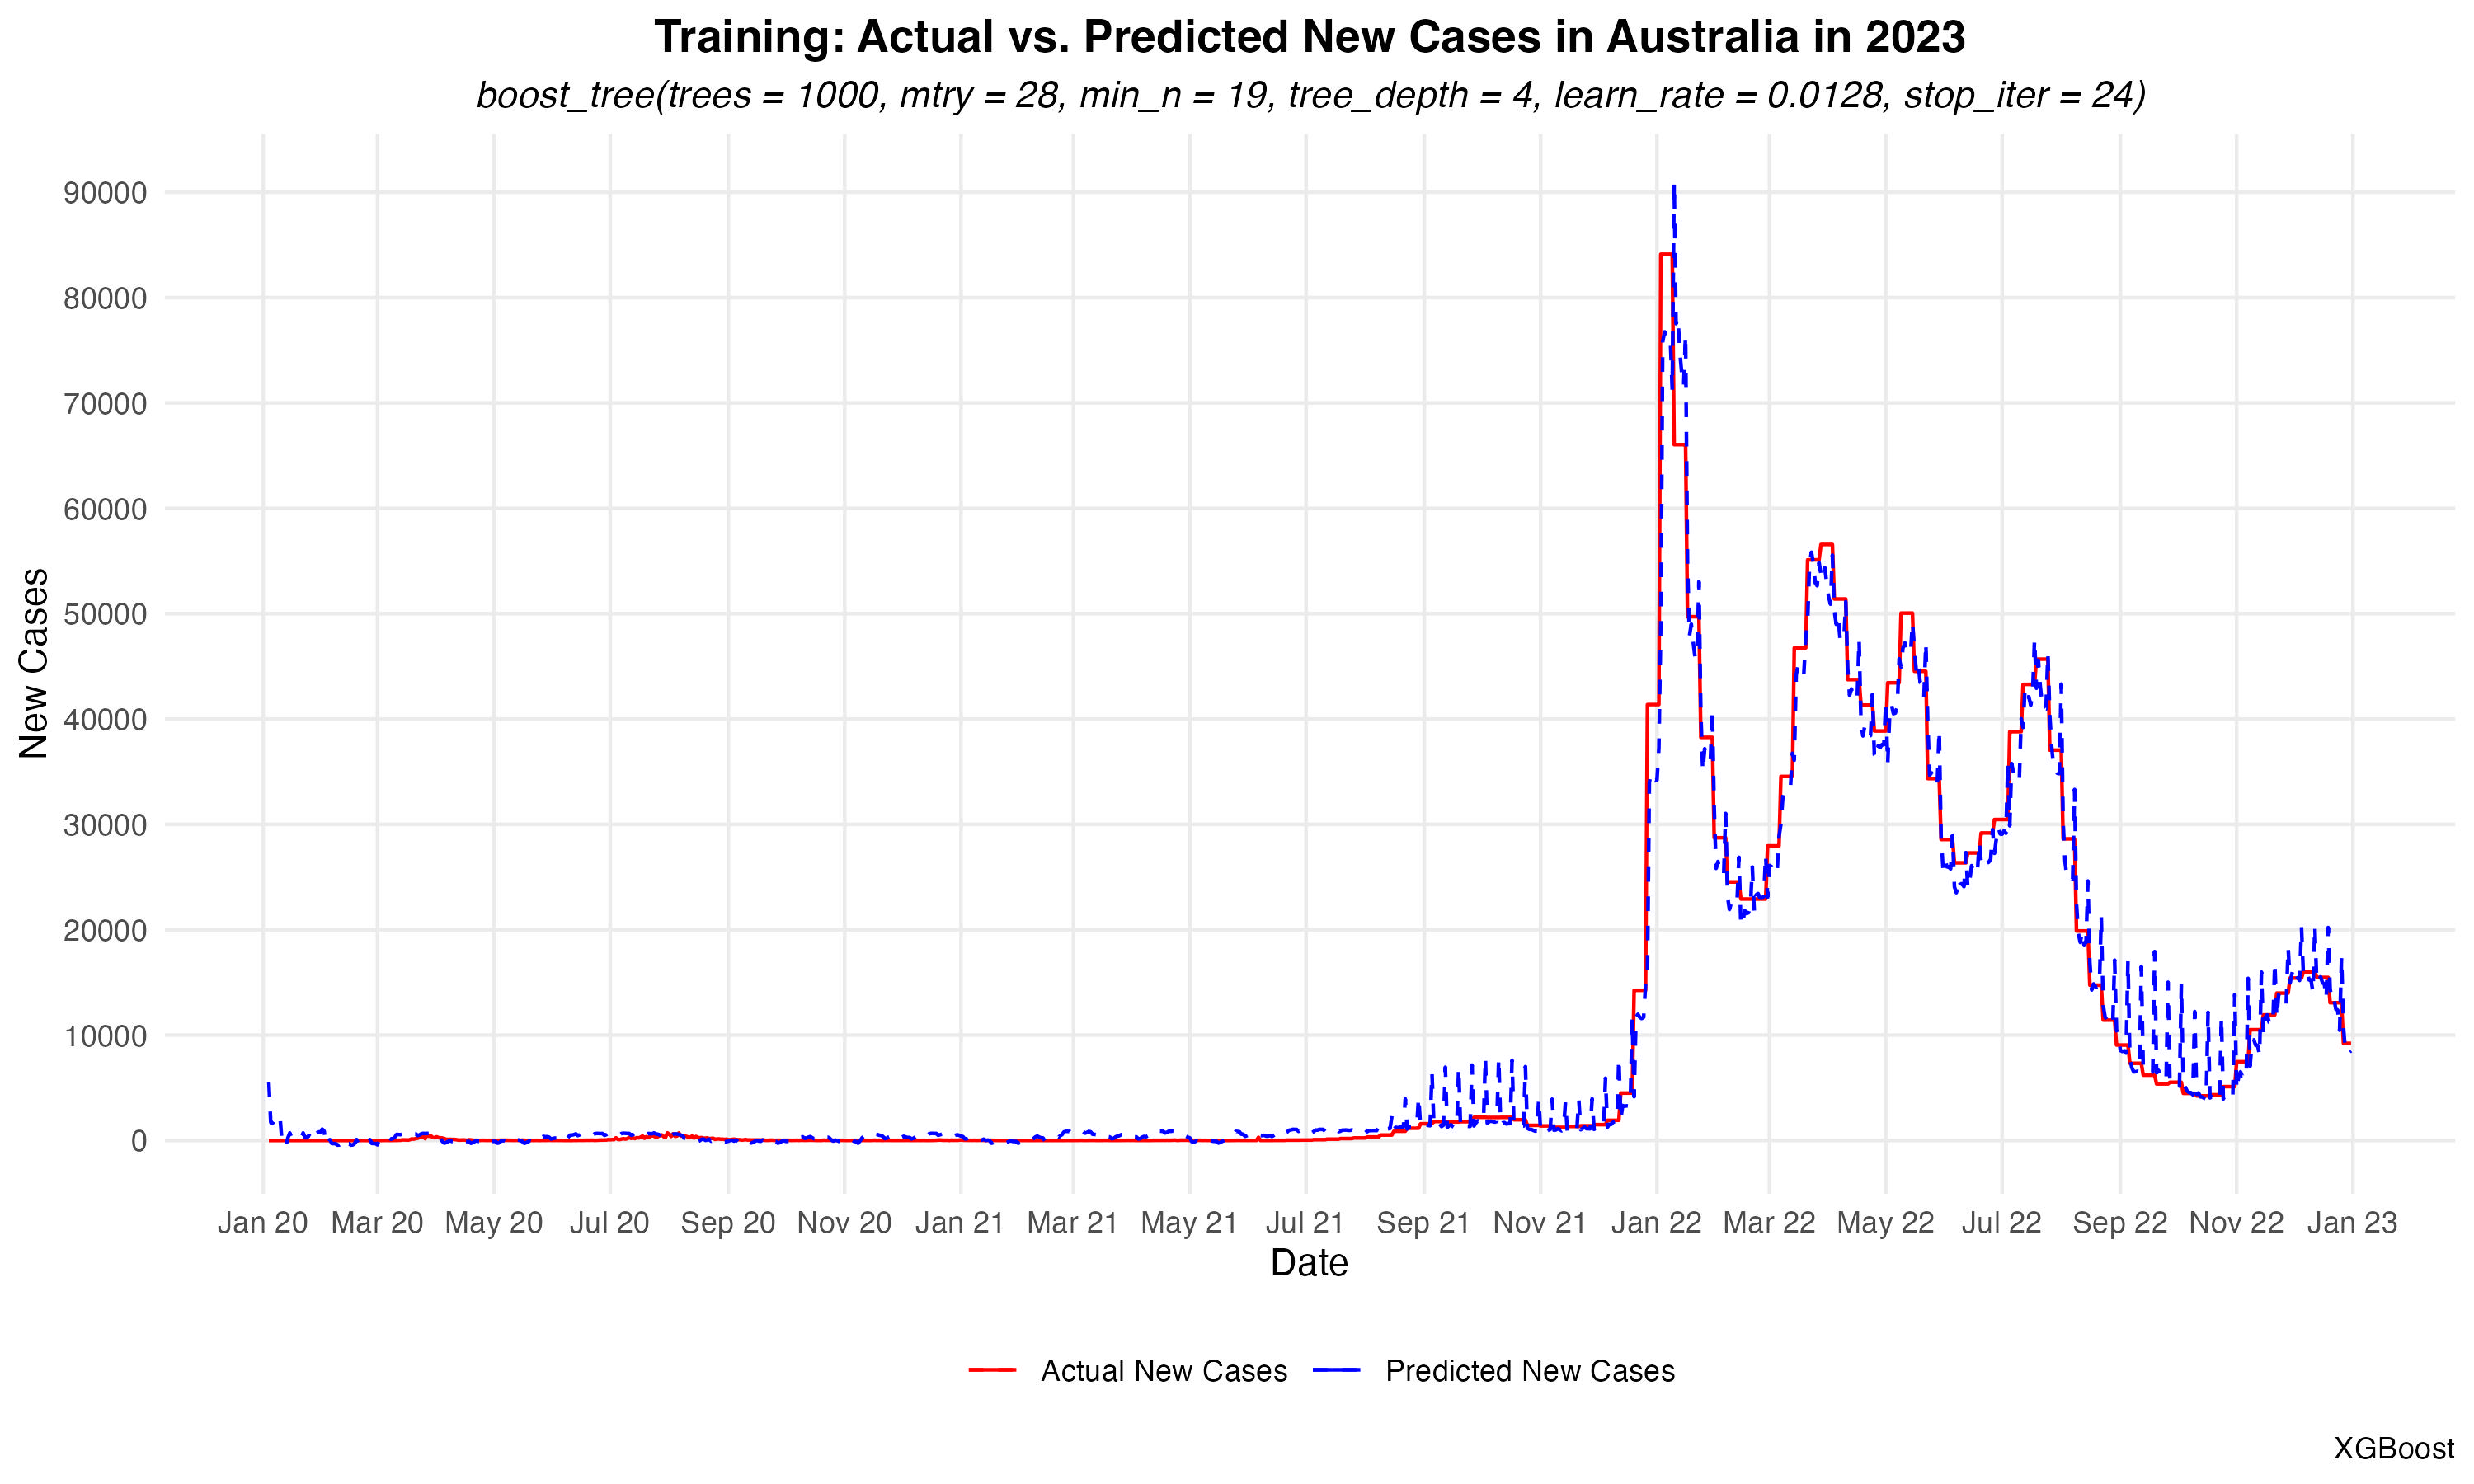 Training: Actual vs. Predicted New Cases in Australia in 2023
boost_tree(trees = 1000, mtry = 28, min_n = 19, tree_depth = 4, learn_rate = 0.0128, stop_iter = 24)
New Cases
90000
80000
70000
60000
50000
40000
30000
20000
10000
0
Jan 20 Mar 20 May 20 Jul 20 Sep 20 Nov 20 Jan 21 Mar 21 May 21 Jul 21 Sep 21 Nov 21 Jan 22 Mar 22 May 22 Jul 22 Sep 22 Nov 22 Jan 23
Date
Actual New Cases Predicted New Cases
XGBoost